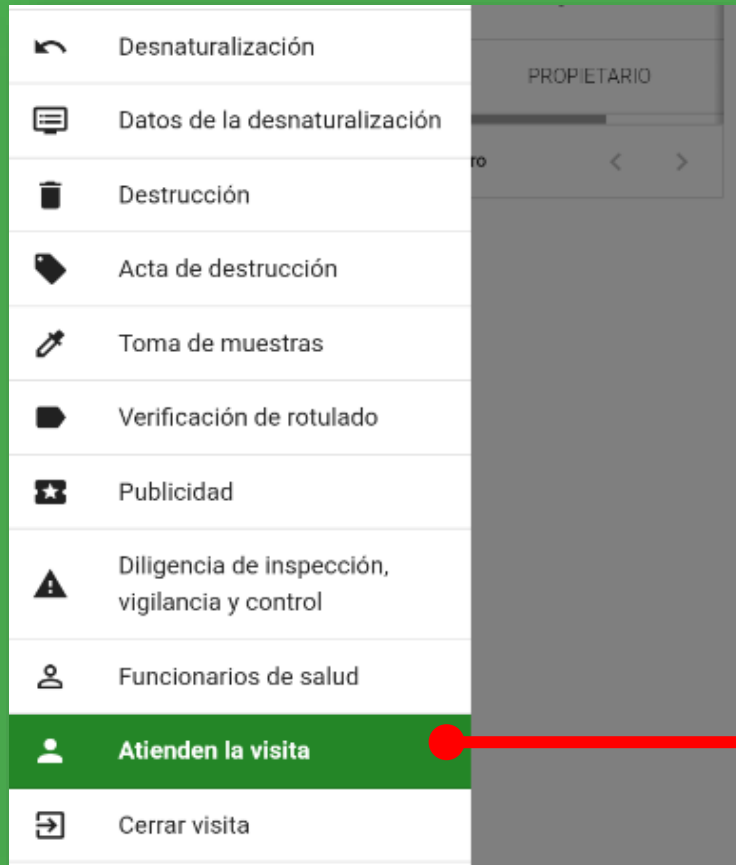 Desnaturalización
PROPIETARIO
Datos de la desnaturalización
ro
Destrucción
Acta de destrucción
Toma de muestras
Verificación de rotulado
Publicidad
Diligencia de inspección,
vigilancia y control
Funcionarios de salud
Atienden la visita
Cerrar visita